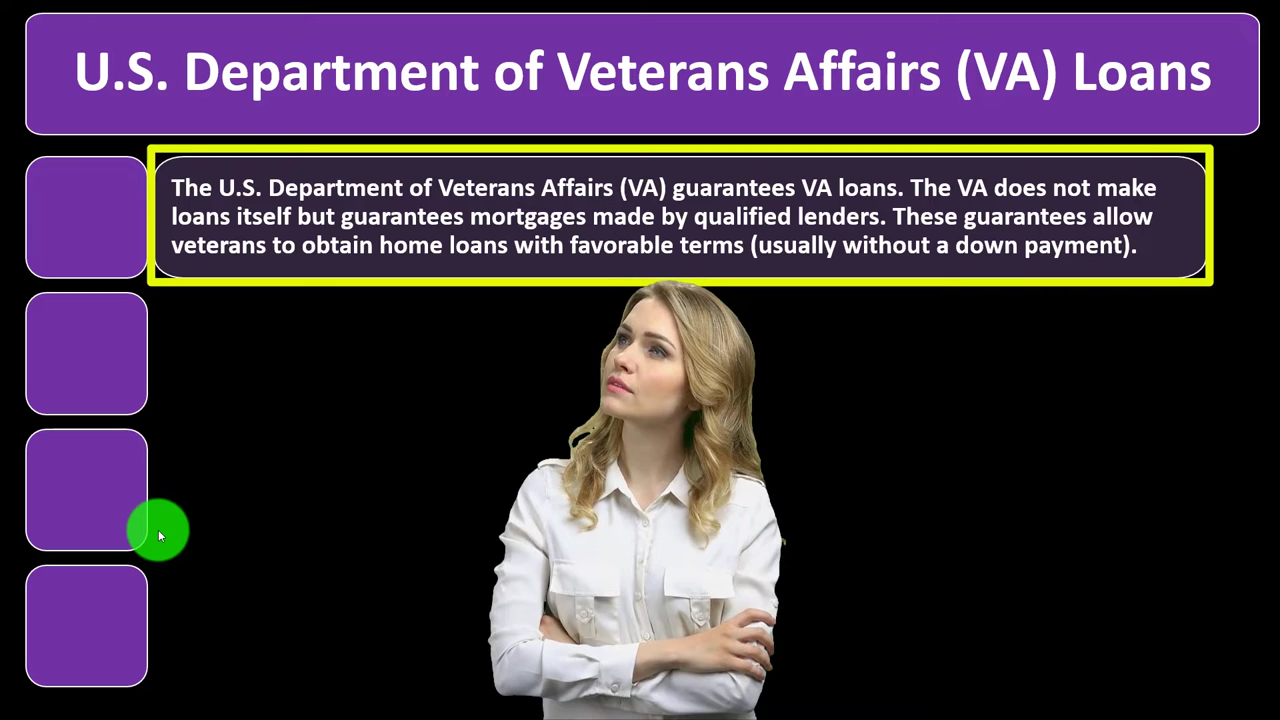 U.S. Department of Veterans Affairs (VA) Loans
The U.S. Department of Veterans Affairs (VA) guarantees VA loans. The VA does not make
loans itself but guarantees mortgages made by qualified lenders. These guarantees allow
veterans to obtain home loans with favorable terms (usually without a down payment).